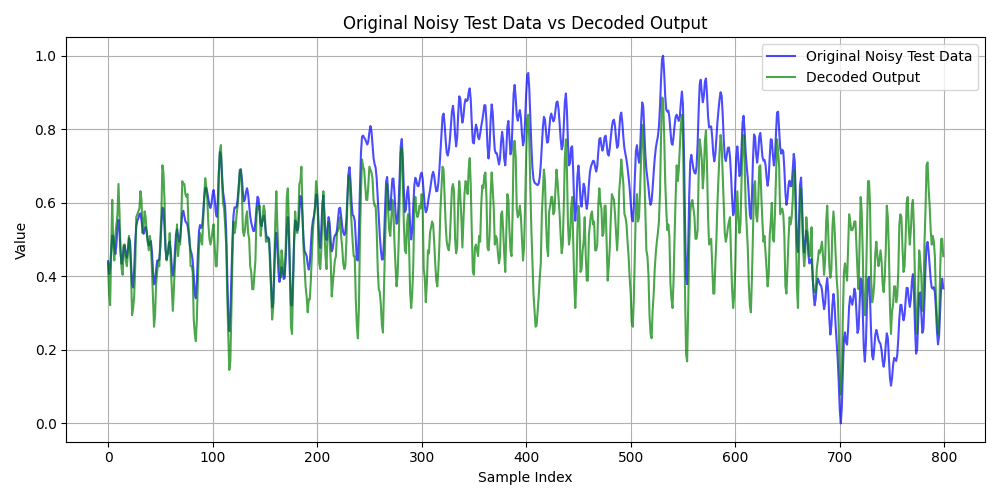 Original Noisy Test Data vs Decoded Output
Original Noisy Test Data
Decoded Output
Value
1.0
0.8
0.6
0.4
0.2
0.0
0 100 200 300 400 500 600 700 800
Sample Index